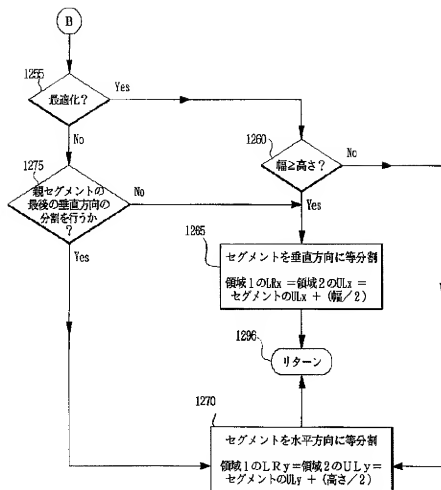 B
1255
最適化?
Yes
No
1260
幅≧高さ?
No
Yes
1275
親セグメントの
最後の垂直方向の
分割を行うか
?
No
Yes
1265
セグメントを垂直方向に等分割
領域1のLRx=領域2のULx=
セグメントのULx + (幅/2)
1296
リターン
1270
セグメントを水平方向に等分割
領域1のLRy=領域2のULy=
セグメントのULy + (高さ/2)